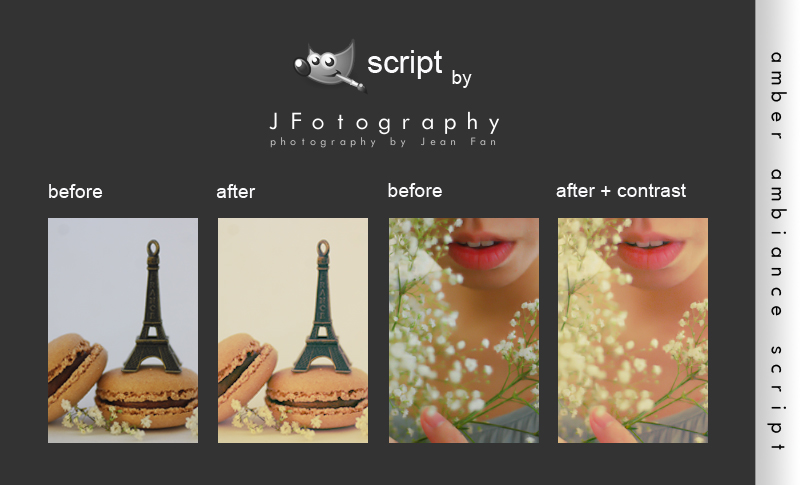 script by
JFotography
photography by Jean Fan
before
after
before
after + contrast
amber ambiance script